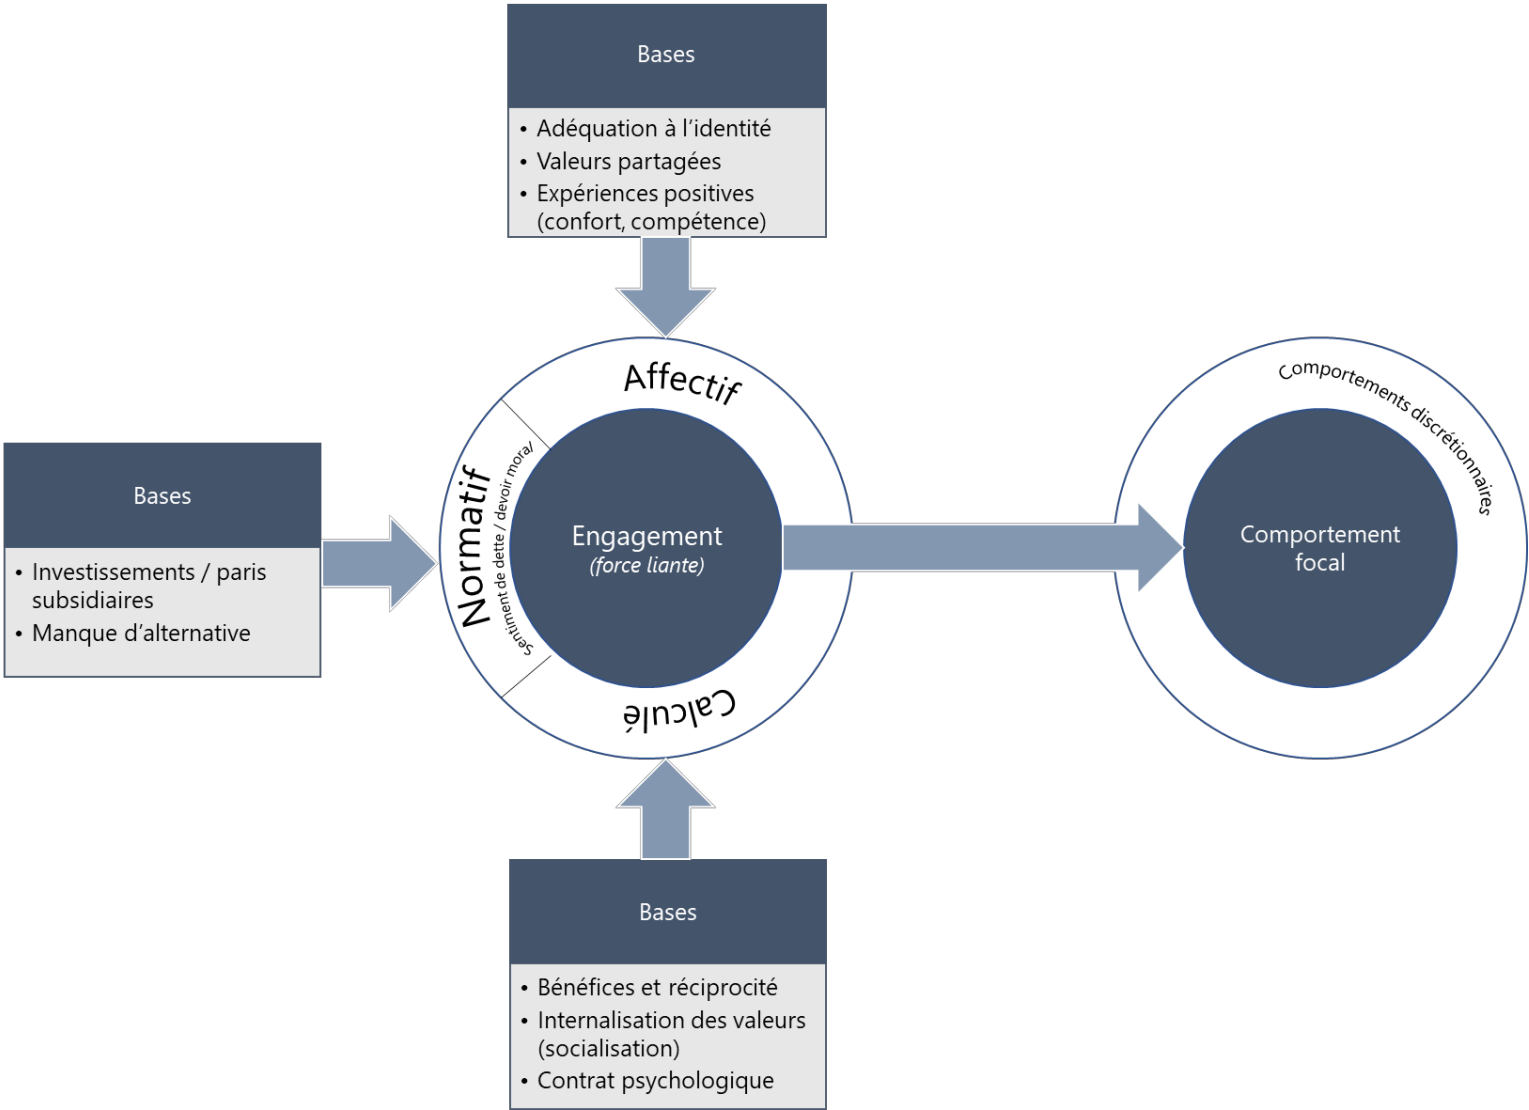 Bases
• Adéquation à l'identité
• Valeurs partagées
• Expériences positives
(confort, compétence)
Affectif
Comportements discrétionnaires
Bases
• Investissements / paris
subsidiaires
• Manque d'alternative
Normatif
Sentiment de dette / devoir moral
Engagement
(force liante)
Comportement
focal
Calculé
Bases
• Bénéfices et réciprocité
• Internalisation des valeurs
(socialisation)
• Contrat psychologique